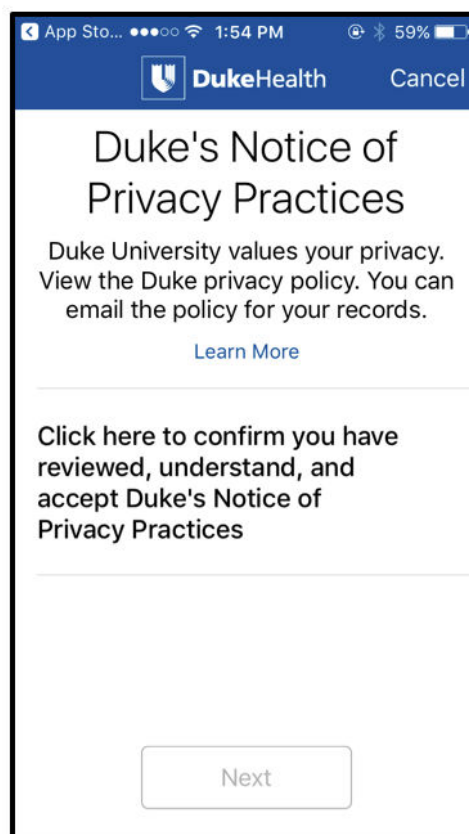 App Sto... 1:54 PM 59%
DukeHealth Cancel
Duke's Notice of
Privacy Practices
Duke University values your privacy.
View the Duke privacy policy. You can
email the policy for your records.
Learn More
Click here to confirm you have
reviewed, understand, and
accept Duke's Notice of
Privacy Practices
Next